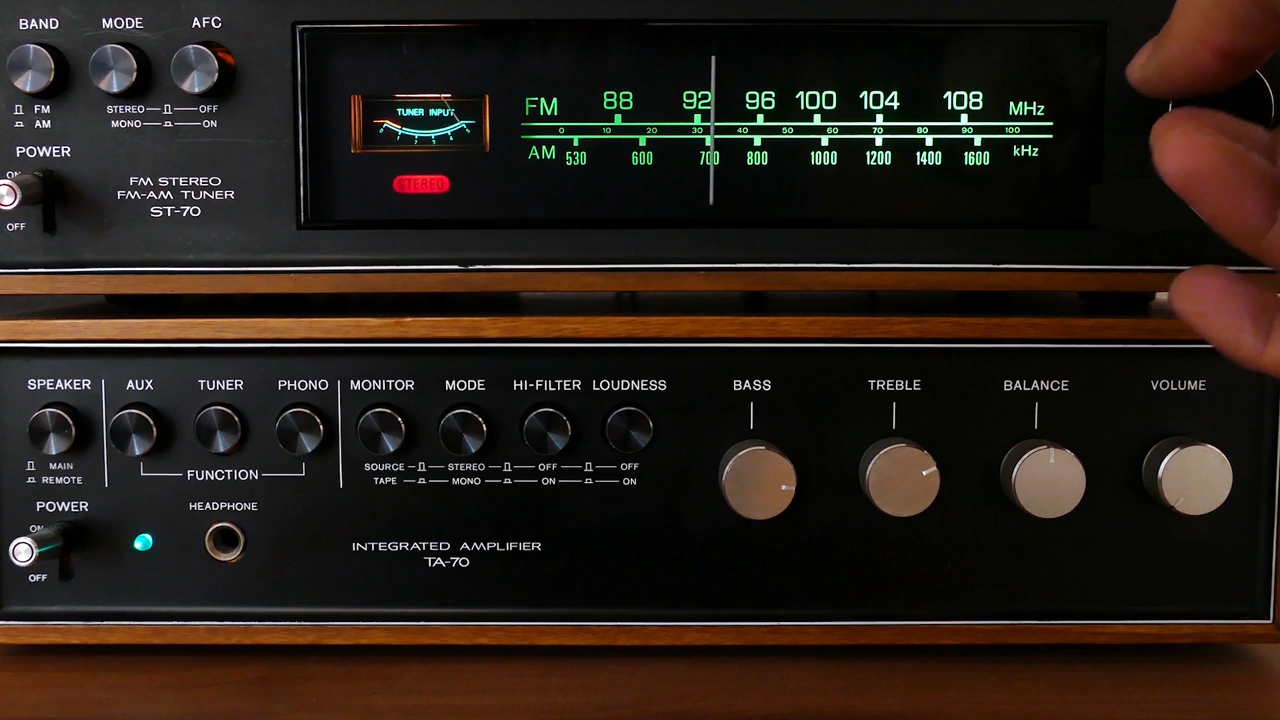 BAND MODE AFC
FM STEREO OFF
AM MONO ON
POWER
ON
OFF
FM STEREO
FM-AM TUNER
ST-70
TUNER INPUT
STEREO
FM 88 92 96 100 104 108 MHz
0 10 20 30 40 50 60 70 80 90 100
AM 530 600 700 800 1000 1200 1400 1600 kHz
SPEAKER AUX TUNER PHONO MONITOR MODE HI-FILTER LOUDNESS BASS TREBLE BALANCE VOLUME
MAIN SOURCE STEREO OFF OFF
REMOTE FUNCTION TAPE MONO ON ON
POWER HEADPHONE
ON
OFF
INTEGRATED AMPLIFIER
TA-70